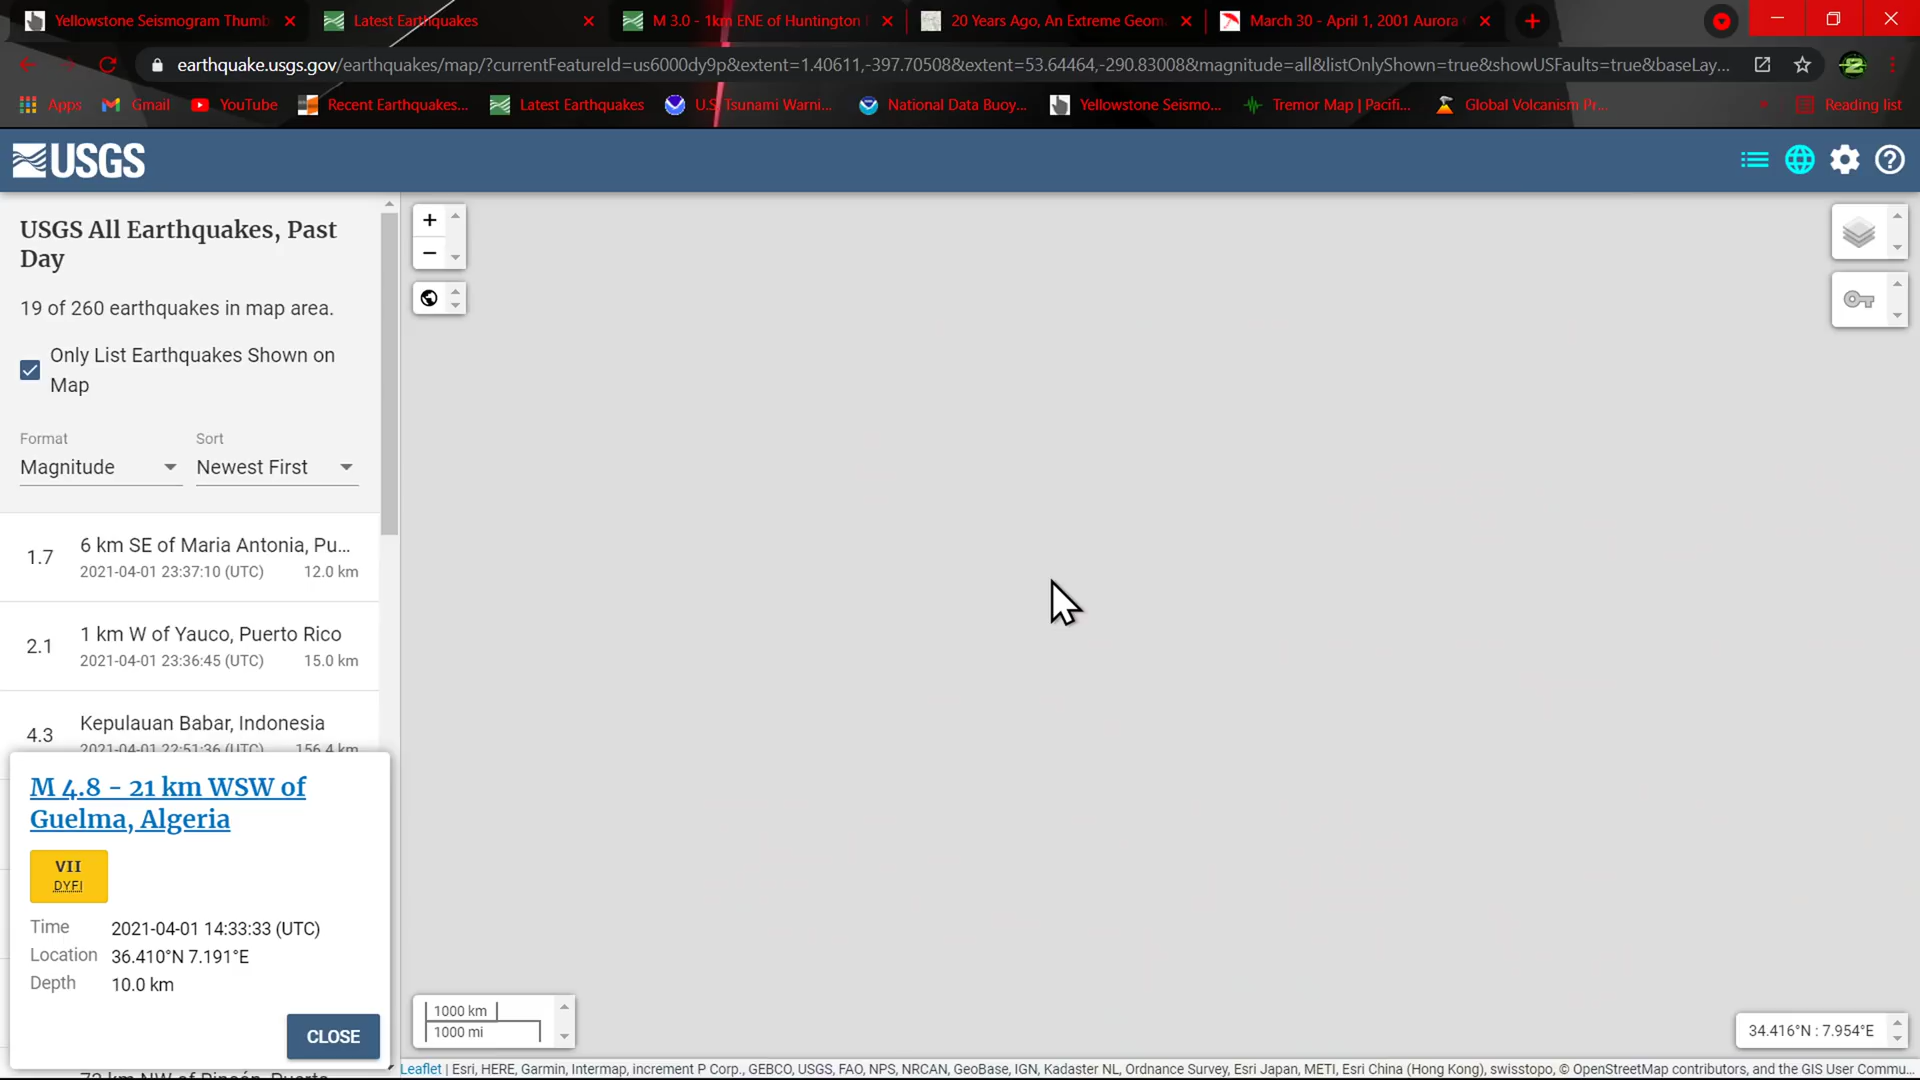 Yellowstone Seismogram Thumb
Latest Earthquakes
M 3.0 - 1km ENE of Huntington
20 Years Ago, An Extreme Geom
March 30 - April 1, 2001 Aurora
earthquake.usgs.gov/earthquakes/map/?currentFeatureId=us6000dy9p&extent=1.40611,-397.70508&extent=53.64464,-290.83008&magnitude=all&listOnlyShown=true&showUSFaults=true&baseLay...
Apps
Gmail
YouTube
Recent Earthquakes...
Latest Earthquakes
U.S. Tsunami Warni...
National Data Buoy...
Yellowstone Seismo...
Tremor Map | Pacifi...
Global Volcanism Pr...
Reading list
USGS
USGS All Earthquakes, Past
Day
19 of 260 earthquakes in map area.
Only List Earthquakes Shown on
Map
Format
Sort
Magnitude
Newest First
1.7
6 km SE of Maria Antonia, Pu...
2021-04-01 23:37:10 (UTC) 12.0 km
2.1
1 km W of Yauco, Puerto Rico
2021-04-01 23:36:45 (UTC) 15.0 km
4.3
Kepulauan Babar, Indonesia
2021-04-01 22:51:36 (UTC) 156.4 km
M 4.8 - 21 km WSW of
Guelma, Algeria
VII
DYFI
Time 2021-04-01 14:33:33 (UTC)
Location 36.410°N 7.191°E
Depth 10.0 km
CLOSE
+
−
1000 km
1000 mi
34.416°N : 7.954°E
Leaflet | Esri, HERE, Garmin, Intermap, increment P Corp., GEBCO, USGS, FAO, NPS, NRCAN, GeoBase, IGN, Kadaster NL, Ordnance Survey, Esri Japan, METI, Esri China (Hong Kong), swisstopo, © OpenStreetMap contributors, and the GIS User Commu...